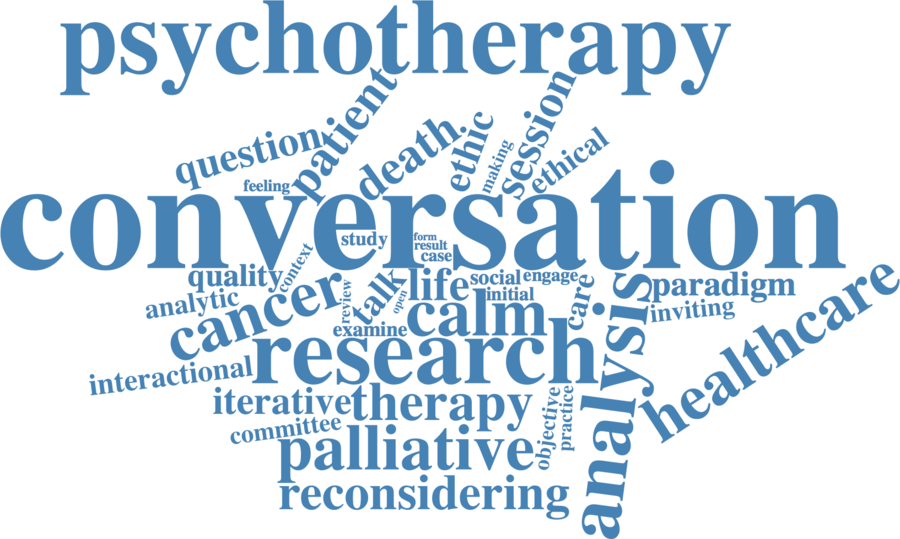 psychotherapy
patient
session
death
ethic
question
making
ethical
feeling
conversation
study
form
result
case
context
quality
cancer
review
talk
open
life
social
engage
initial
care
analysis
paradigm
inviting
healthcare
analytic
calm
examine
research
interactional
iterative
therapy
objective
practice
committee
palliative
reconsidering